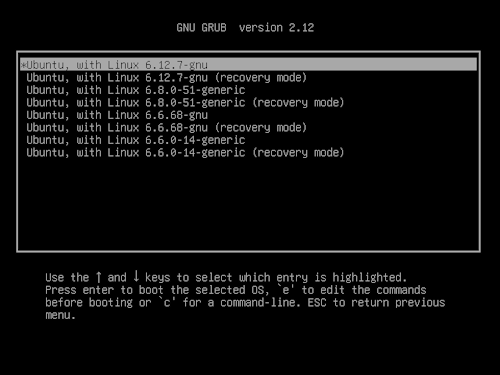 GNU GRUB  version 2.12
*Ubuntu, with Linux 6.12.7-gnu
Ubuntu, with Linux 6.12.7-gnu (recovery mode)
Ubuntu, with Linux 6.8.0-51-generic
Ubuntu, with Linux 6.8.0-51-generic (recovery mode)
Ubuntu, with Linux 6.6.68-gnu
Ubuntu, with Linux 6.6.68-gnu (recovery mode)
Ubuntu, with Linux 6.6.0-14-generic
Ubuntu, with Linux 6.6.0-14-generic (recovery mode)
Use the ↑ and ↓ keys to select which entry is highlighted.
Press enter to boot the selected OS, `e' to edit the commands
before booting or `c' for a command-line. ESC to return previous
menu.